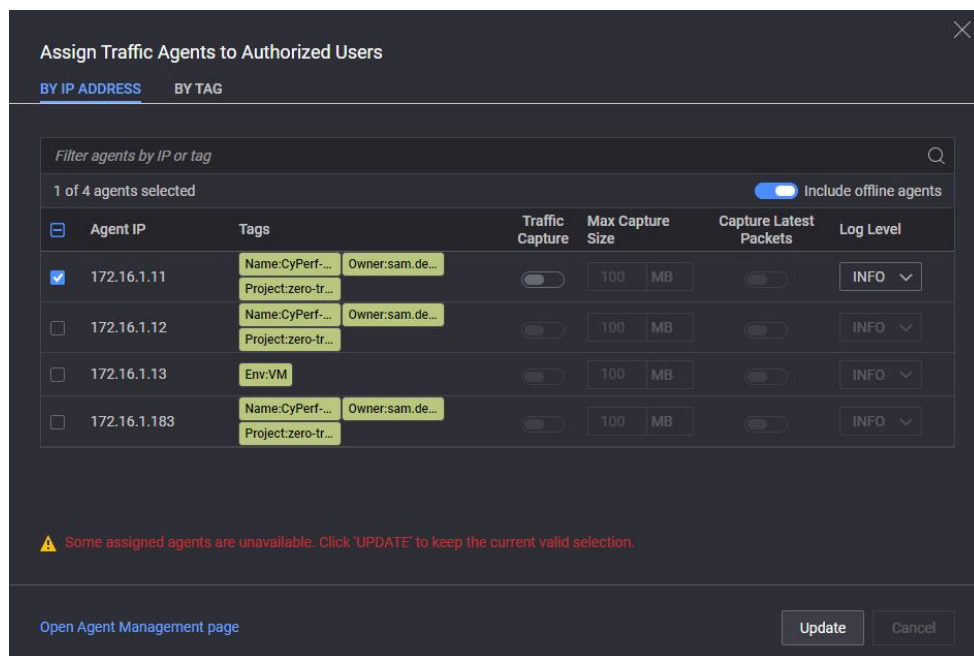 Assign Traffic Agents to Authorized Users
BY IP ADDRESS BY TAG
Filter agents by IP or tag
1 of 4 agents selected Include offline agents
Agent IP Tags Traffic Capture Max Capture Size Capture Latest Packets Log Level
172.16.1.11 Name:CyPerf-... Owner:sam.de... 100 MB INFO
Project:zero-tr...
172.16.1.12 Name:CyPerf-... Owner:sam.de... 100 MB INFO
Project:zero-tr...
172.16.1.13 Env:VM 100 MB INFO
172.16.1.183 Name:CyPerf-... Owner:sam.de... 100 MB INFO
Project:zero-tr...
Some assigned agents are unavailable. Click 'UPDATE' to keep the current valid selection.
Open Agent Management page Update Cancel